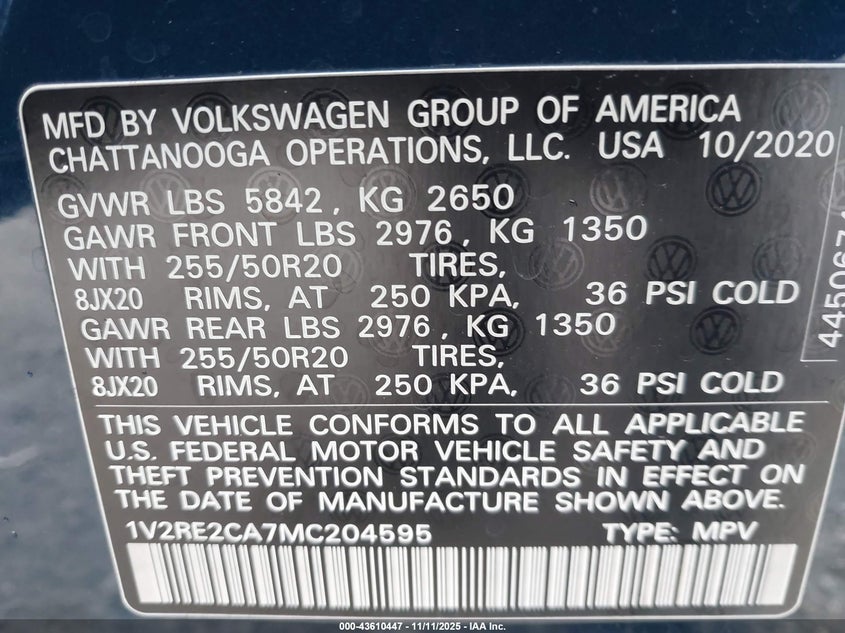 MFD BY VOLKSWAGEN GROUP OF AMERICA
CHATTANOOGA OPERATIONS, LLC. USA 10/2020
GVWR LBS 5842, KG 2650
GAWR FRONT LBS 2976, KG 1350
WITH 255/50R20 TIRES,
8JX20 RIMS, AT 250 KPA, 36 PSI COLD
GAWR REAR LBS 2976, KG 1350
WITH 255/50R20 TIRES,
8JX20 RIMS, AT 250 KPA, 36 PSI COLD
THIS VEHICLE CONFORMS TO ALL APPLICABLE
U.S. FEDERAL MOTOR VEHICLE SAFETY AND
THEFT PREVENTION STANDARDS IN EFFECT ON
THE DATE OF MANUFACTURE SHOWN ABOVE.
1V2RE2CA7MC204595 TYPE: MPV
000-43610447 - 11/11/2025 - IAA Inc.